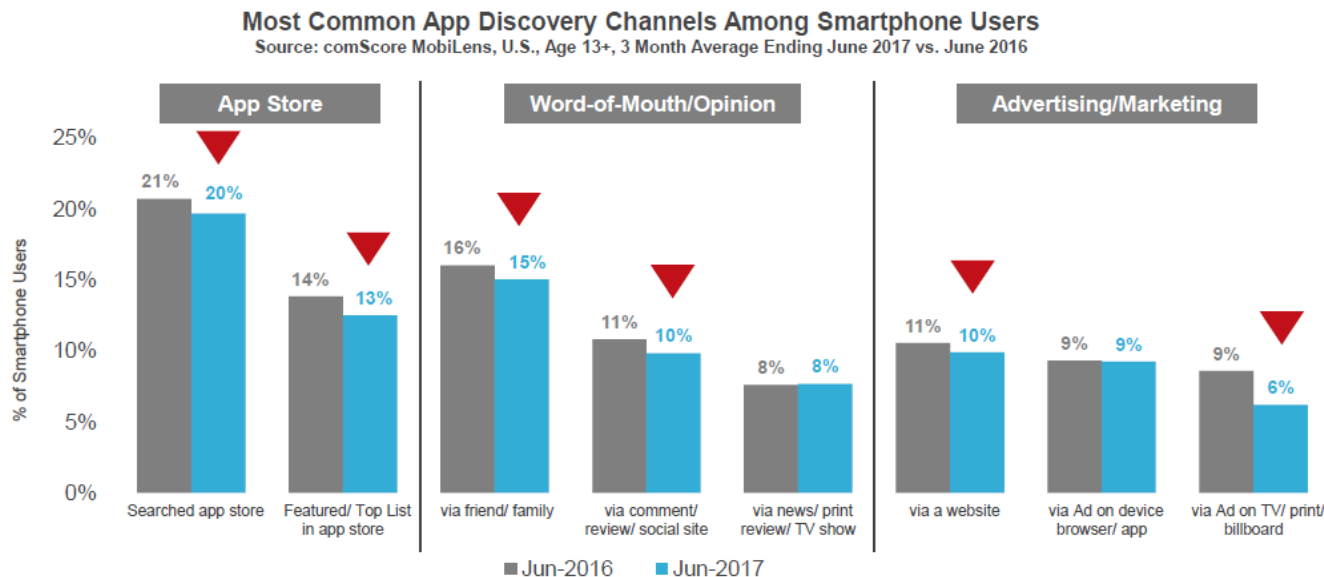 Most Common App Discovery Channels Among Smartphone Users
Source: comScore MobiLens, U.S., Age 13+, 3 Month Average Ending June 2017 vs. June 2016
App Store
Word-of-Mouth/Opinion
Advertising/Marketing
% of Smartphone Users
25%
20%
15%
10%
5%
0%
21%
20%
14%
13%
16%
15%
11%
10%
8%
8%
11%
10%
9%
9%
9%
6%
Searched app store
Featured/ Top List
in app store
via friend/ family
via comment/
review/ social site
via news/ print
review/ TV show
via a website
via Ad on device
browser/ app
via Ad on TV/ print/
billboard
Jun-2016
Jun-2017